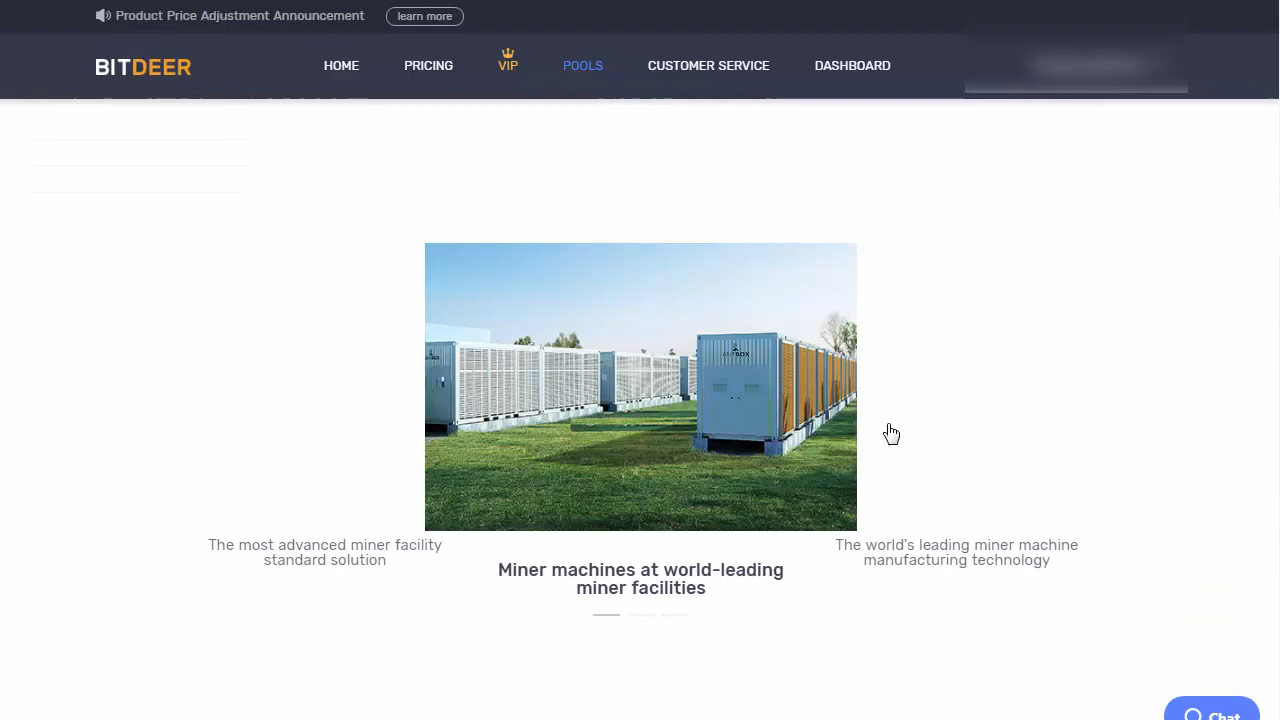 Product Price Adjustment Announcement learn more
BITDEER HOME PRICING VIP POOLS CUSTOMER SERVICE DASHBOARD
ANTBOX
The most advanced miner facility
standard solution
Miner machines at world-leading
miner facilities
The world's leading miner machine
manufacturing technology
Chat